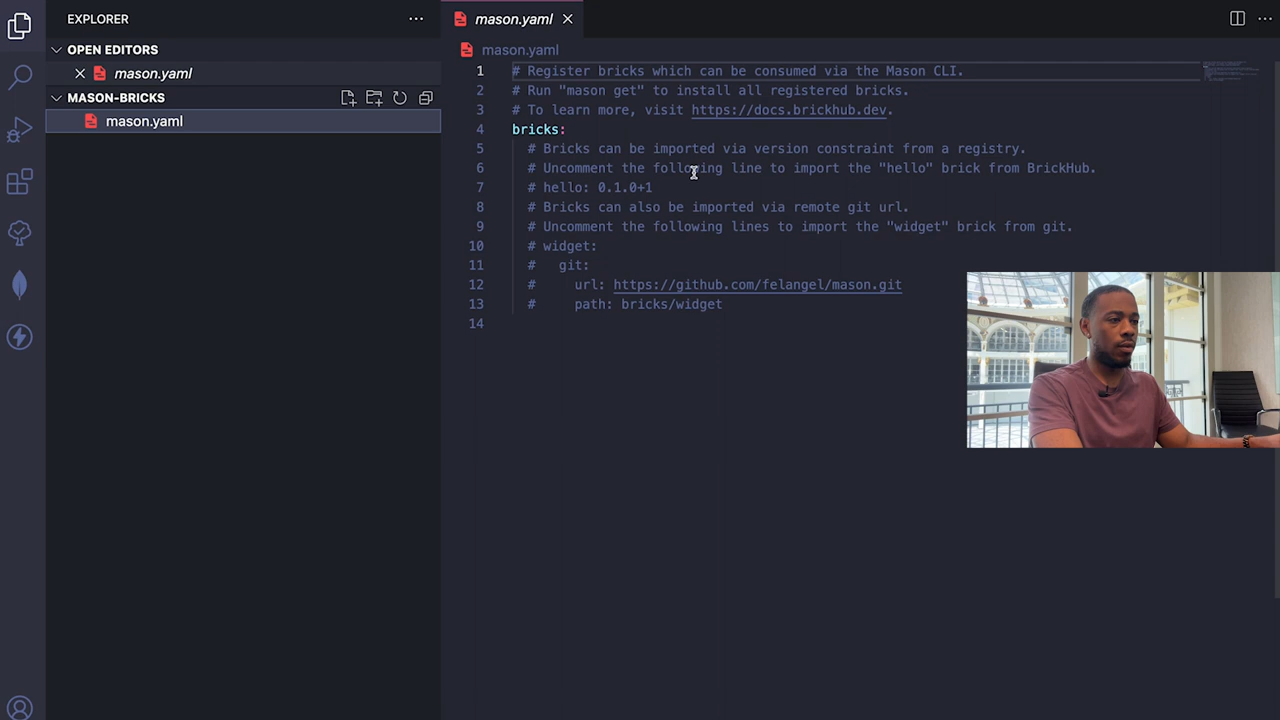 EXPLORER
OPEN EDITORS
mason.yaml
MASON-BRICKS
mason.yaml
mason.yaml
mason.yaml
1 # Register bricks which can be consumed via the Mason CLI.
2 # Run "mason get" to install all registered bricks.
3 # To learn more, visit https://docs.brickhub.dev.
4 bricks:
5 # Bricks can be imported via version constraint from a registry.
6 # Uncomment the following line to import the "hello" brick from BrickHub.
7 # hello: 0.1.0+1
8 # Bricks can also be imported via remote git url.
9 # Uncomment the following lines to import the "widget" brick from git.
10 # widget:
11 #   git:
12 #     url: https://github.com/felangel/mason.git
13 #     path: bricks/widget
14